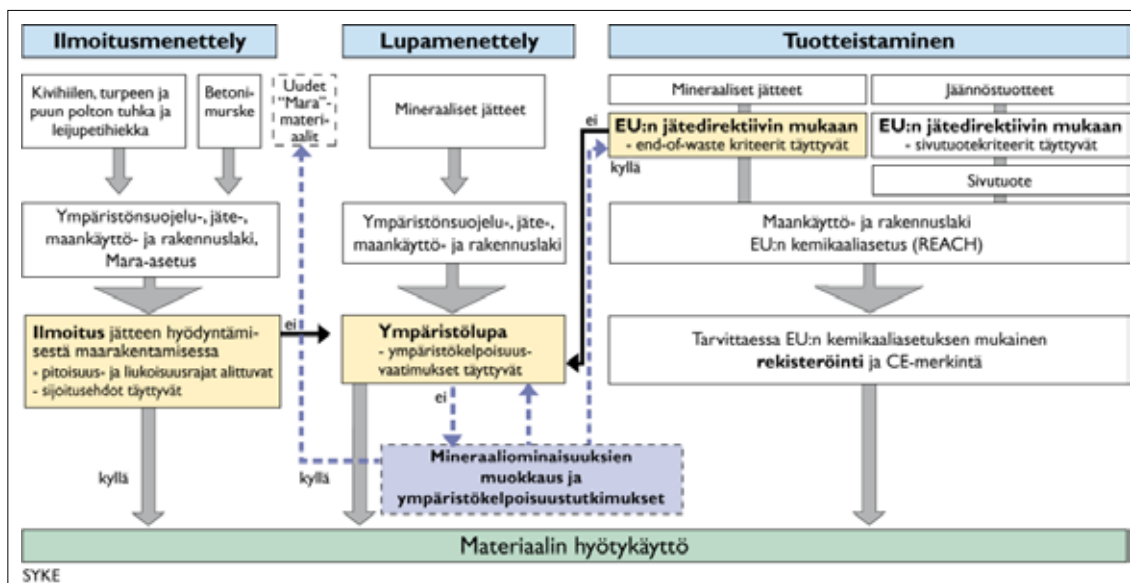 Ilmoitusmenettely
Kivihiilen, turpeen ja
puun polton tuhka ja
leijupetihiekka
Betoni-
murske
Uudet
"Mara"-
materi-
aalit
Ympäristönsuojelu-, jäte-,
maankäyttö- ja rakennuslaki,
Mara-asetus
Ilmoitus jätteen hyödyntämi-
sestä maarakentamisessa
- pitoisuus- ja liukoisuusrajat alittuvat
- sijoitusehdot täyttyvät
ei
kyllä
Lupamenettely
Mineraaliset jätteet
Ympäristönsuojelu-, jäte-,
maankäyttö- ja rakennuslaki
Ympäristölupa
- ympäristökelpoisuus-
vaatimukset täyttyvät
ei
kyllä
Mineraaliominaisuuksien
muokkaus ja
ympäristökelpoisuustutkimukset
Tuotteistaminen
Mineraaliset jätteet
ei
EU:n jätedirektiivin mukaan
- end-of-waste kriteerit täyttyvät
kyllä
Jäännöstuotteet
EU:n jätedirektiivin mukaan
- sivutuotekriteerit täyttyvät
Sivutuote
Maankäyttö- ja rakennuslaki
EU:n kemikaaliasetus (REACH)
Tarvittaessa EU:n kemikaaliasetuksen mukainen
rekisteröinti ja CE-merkintä
Materiaalin hyötykäyttö
SYKE